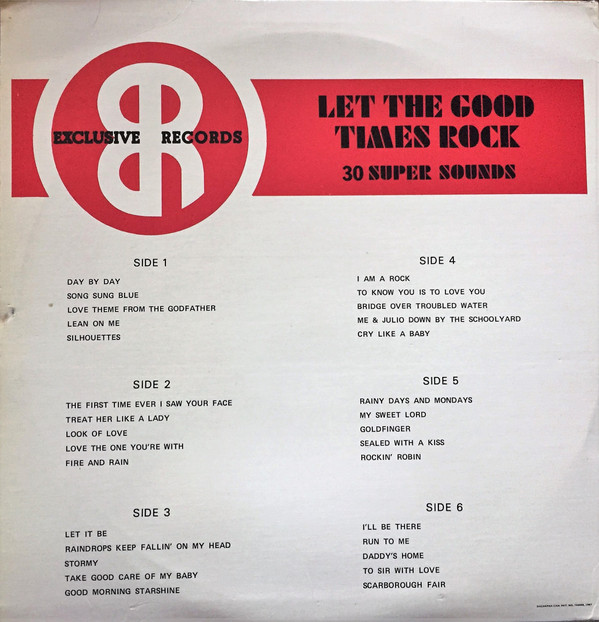 EXCLUSIVE RECORDS
LET THE GOOD
TIMES ROCK
30 SUPER SOUNDS
SIDE 1
DAY BY DAY
SONG SUNG BLUE
LOVE THEME FROM THE GODFATHER
LEAN ON ME
SILHOUETTES
SIDE 2
THE FIRST TIME EVER I SAW YOUR FACE
TREAT HER LIKE A LADY
LOOK OF LOVE
LOVE THE ONE YOU'RE WITH
FIRE AND RAIN
SIDE 3
LET IT BE
RAINDROPS KEEP FALLIN' ON MY HEAD
STORMY
TAKE GOOD CARE OF MY BABY
GOOD MORNING STARSHINE
SIDE 4
I AM A ROCK
TO KNOW YOU IS TO LOVE YOU
BRIDGE OVER TROUBLED WATER
ME & JULIO DOWN BY THE SCHOOLYARD
CRY LIKE A BABY
SIDE 5
RAINY DAYS AND MONDAYS
MY SWEET LORD
GOLDFINGER
SEALED WITH A KISS
ROCKIN' ROBIN
SIDE 6
I'LL BE THERE
RUN TO ME
DADDY'S HOME
TO SIR WITH LOVE
SCARBOROUGH FAIR